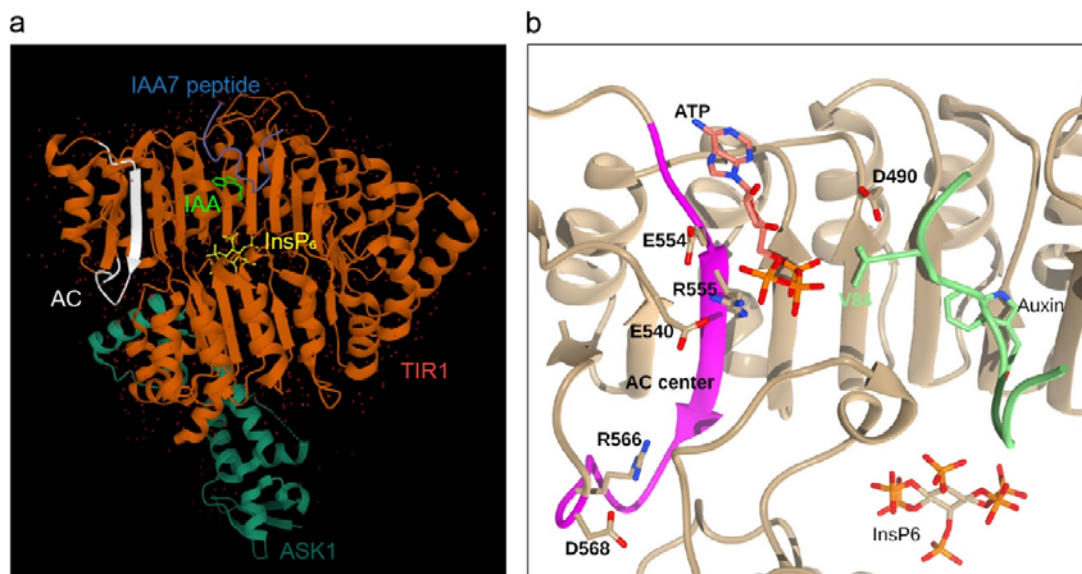 a
IAA7 peptide
IAA
InsP₆
AC
TIR1
ASK1
b
ATP
D490
E554
R555
V84
Auxin
E540
AC center
R566
InsP6
D568